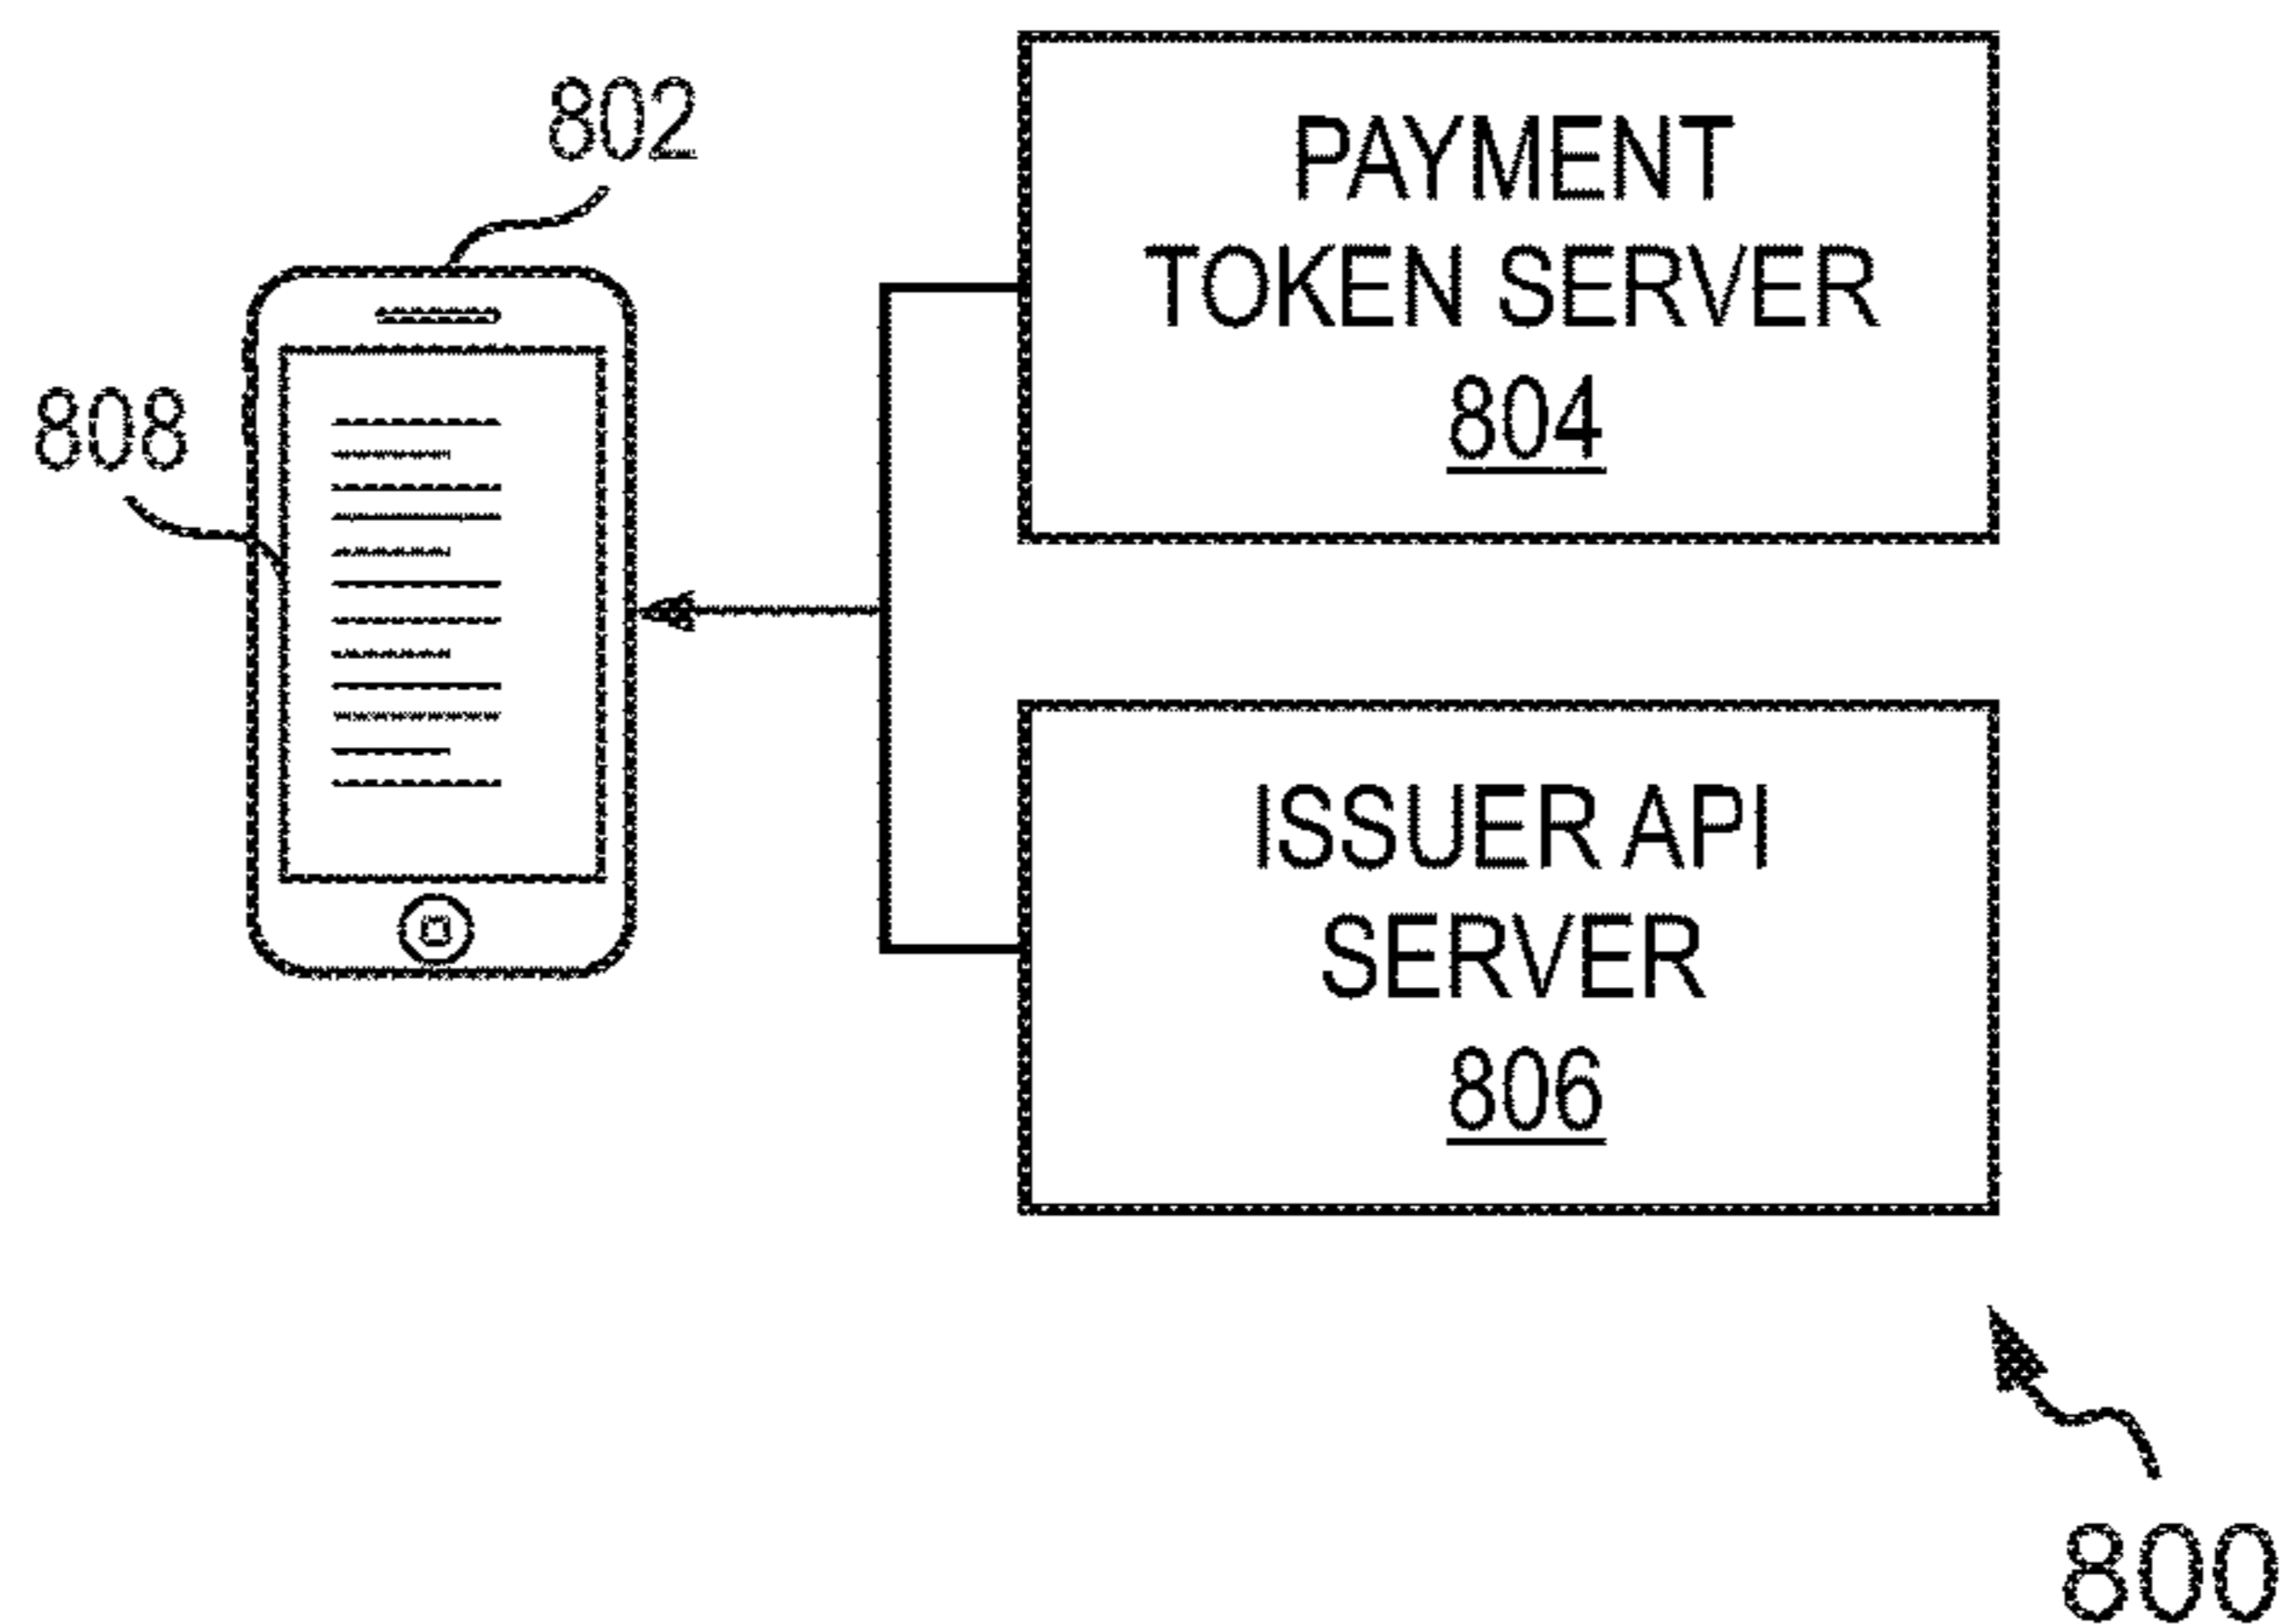 802
808
PAYMENT
TOKEN SERVER
804
ISSUER API
SERVER
806
800